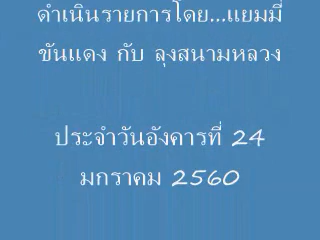 ดำเนินรายการโดย...แยมมี่
ขันแดง กับ ลุงสนามหลวง
ประจำวันอังคารที่ 24
มกราคม 2560